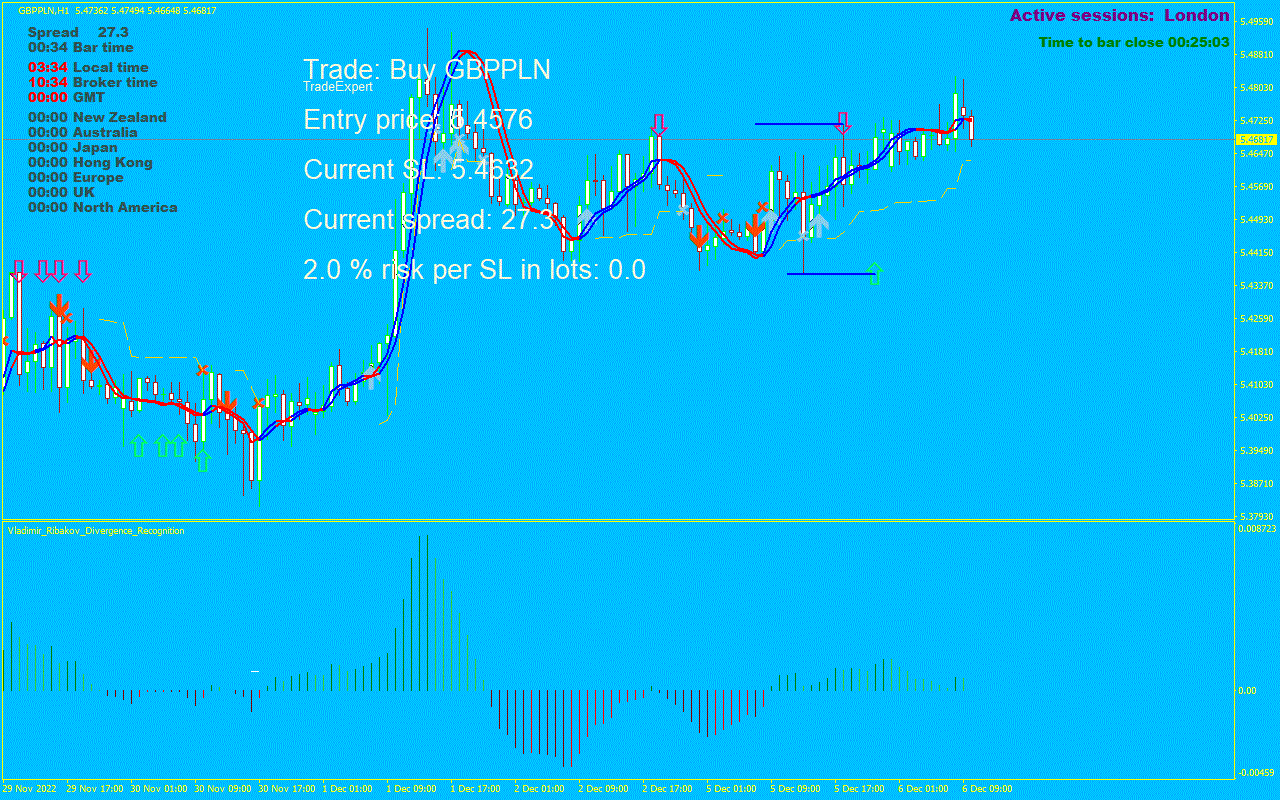 GBPPLN,H1 5.47362 5.47494 5.46648 5.46817
Active sessions: London
Time to bar close 00:25:03
Spread 27.3
00:34 Bar time
03:34 Local time
10:34 Broker time
00:00 GMT
00:00 New Zealand
00:00 Australia
00:00 Japan
00:00 Hong Kong
00:00 Europe
00:00 UK
00:00 North America
Trade: Buy GBPPLN
TradeExpert
Entry price: 5.4576
Current SL: 5.4632
Current spread: 27.3
2.0 % risk per SL in lots: 0.0
5.49590
5.48810
5.48030
5.47250
5.46817
5.46470
5.45690
5.44930
5.44150
5.43370
5.42590
5.41810
5.41030
5.40250
5.39490
5.38710
5.37930
Vladimir_Ribakov_Divergence_Recognition
0.008723
0.00
-0.00459
29 Nov 2022
29 Nov 17:00
30 Nov 01:00
30 Nov 09:00
30 Nov 17:00
1 Dec 01:00
1 Dec 09:00
1 Dec 17:00
2 Dec 01:00
2 Dec 09:00
2 Dec 17:00
5 Dec 01:00
5 Dec 09:00
5 Dec 17:00
6 Dec 01:00
6 Dec 09:00